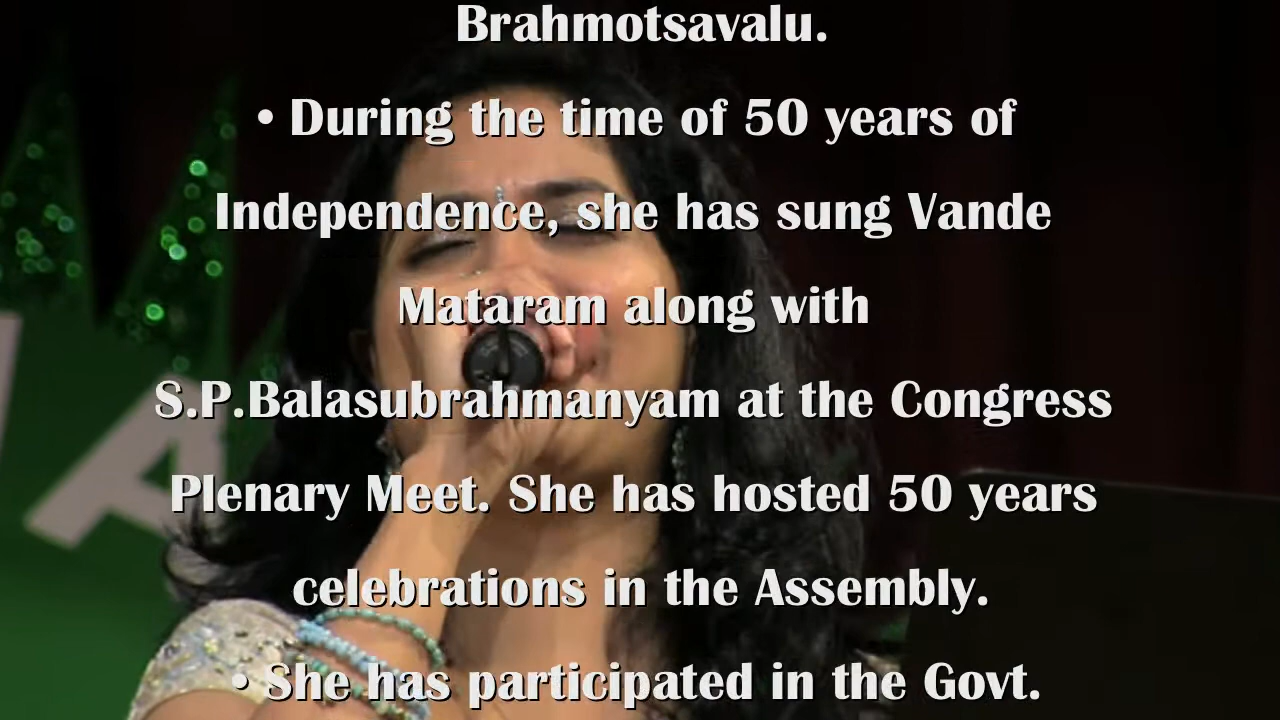 Brahmotsavalu.
• During the time of 50 years of
Independence, she has sung Vande
Mataram along with
S.P.Balasubrahmanyam at the Congress
Plenary Meet. She has hosted 50 years
celebrations in the Assembly.
• She has participated in the Govt.
A